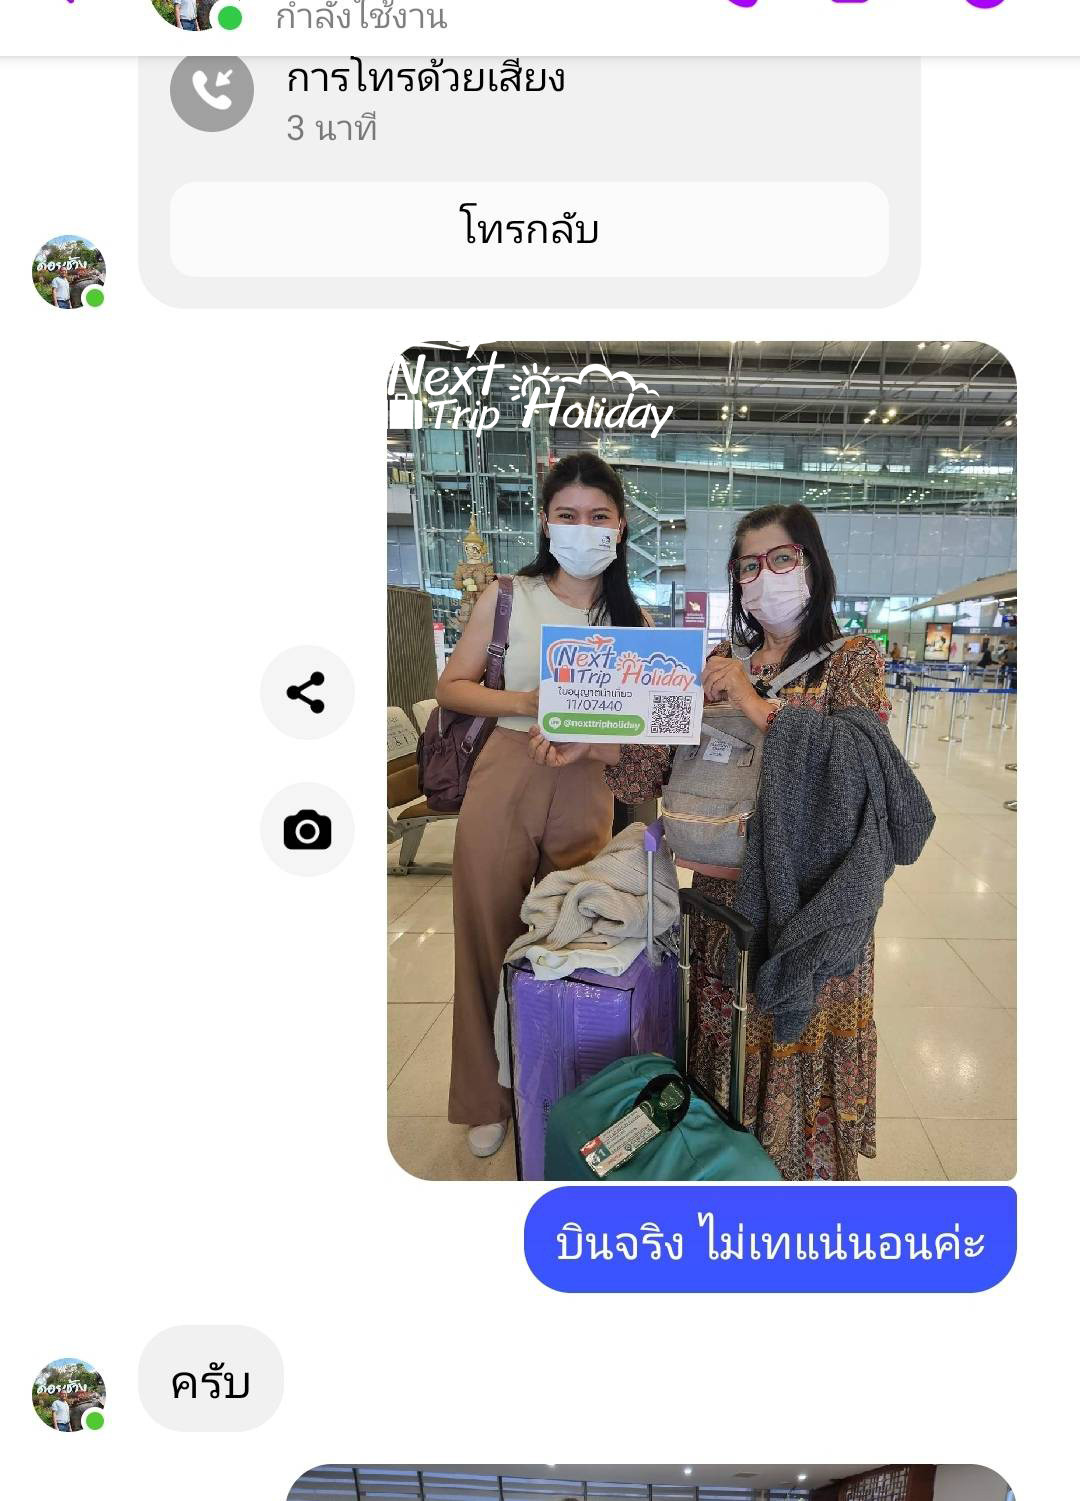 กำลังใช้งาน
การโทรด้วยเสียง
3 นาที
โทรกลับ
Next Trip Holiday
Next Trip Holiday
ใบอนุญาตนำเที่ยว
11/07440
@nexttripholiday
บินจริง ไม่เทแน่นอนค่ะ
ครับ